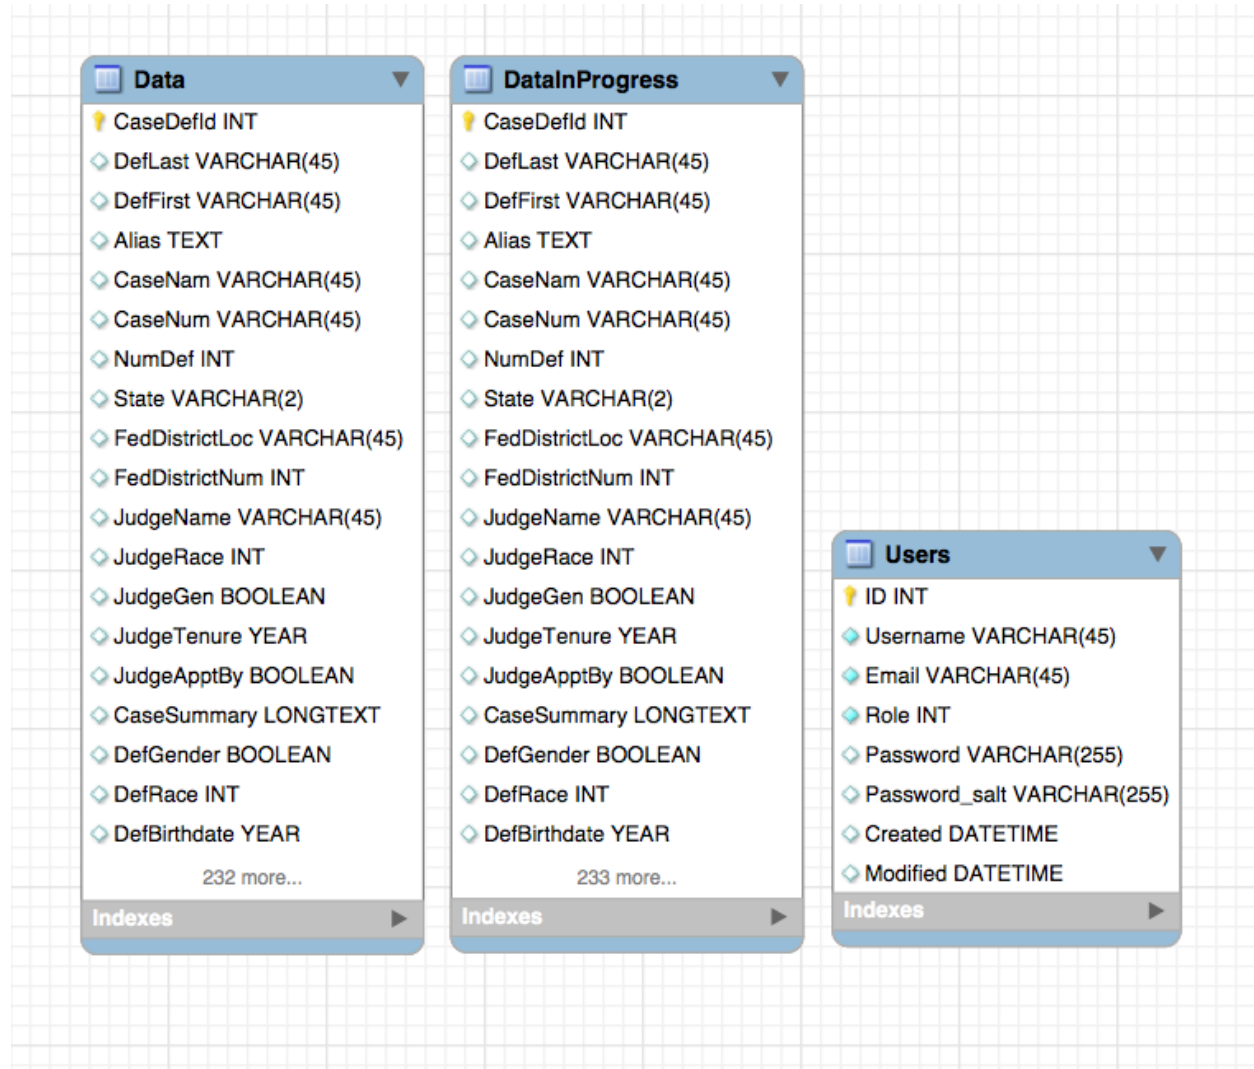 Data
CaseDefId INT
DefLast VARCHAR(45)
DefFirst VARCHAR(45)
Alias TEXT
CaseNam VARCHAR(45)
CaseNum VARCHAR(45)
NumDef INT
State VARCHAR(2)
FedDistrictLoc VARCHAR(45)
FedDistrictNum INT
JudgeName VARCHAR(45)
JudgeRace INT
JudgeGen BOOLEAN
JudgeTenure YEAR
JudgeApptBy BOOLEAN
CaseSummary LONGTEXT
DefGender BOOLEAN
DefRace INT
DefBirthdate YEAR
232 more...
Indexes
DataInProgress
CaseDefId INT
DefLast VARCHAR(45)
DefFirst VARCHAR(45)
Alias TEXT
CaseNam VARCHAR(45)
CaseNum VARCHAR(45)
NumDef INT
State VARCHAR(2)
FedDistrictLoc VARCHAR(45)
FedDistrictNum INT
JudgeName VARCHAR(45)
JudgeRace INT
JudgeGen BOOLEAN
JudgeTenure YEAR
JudgeApptBy BOOLEAN
CaseSummary LONGTEXT
DefGender BOOLEAN
DefRace INT
DefBirthdate YEAR
233 more...
Indexes
Users
ID INT
Username VARCHAR(45)
Email VARCHAR(45)
Role INT
Password VARCHAR(255)
Password_salt VARCHAR(255)
Created DATETIME
Modified DATETIME
Indexes